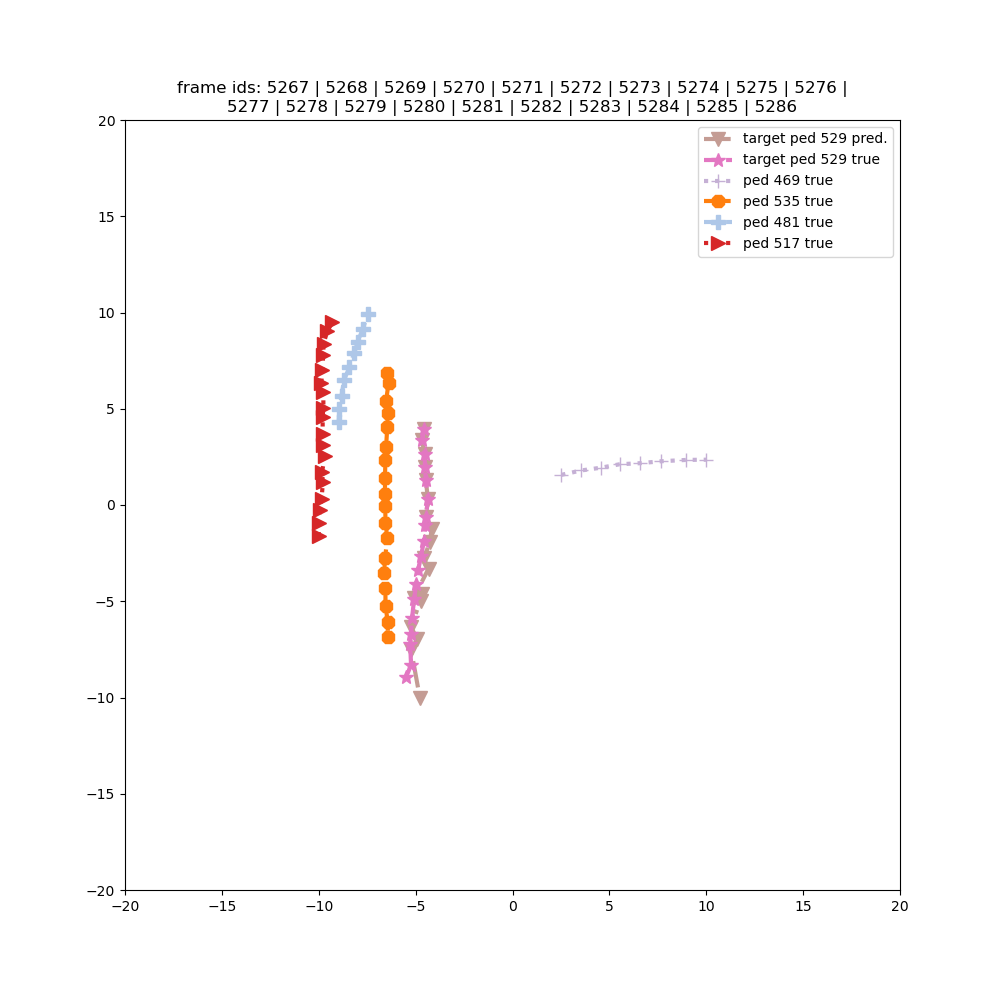 frame ids: 5267 | 5268 | 5269 | 5270 | 5271 | 5272 | 5273 | 5274 | 5275 | 5276 |
5277 | 5278 | 5279 | 5280 | 5281 | 5282 | 5283 | 5284 | 5285 | 5286
target ped 529 pred.
target ped 529 true
ped 469 true
ped 535 true
ped 481 true
ped 517 true
20
15
10
5
0
−5
−10
−15
−20
−20 −15 −10 −5 0 5 10 15 20